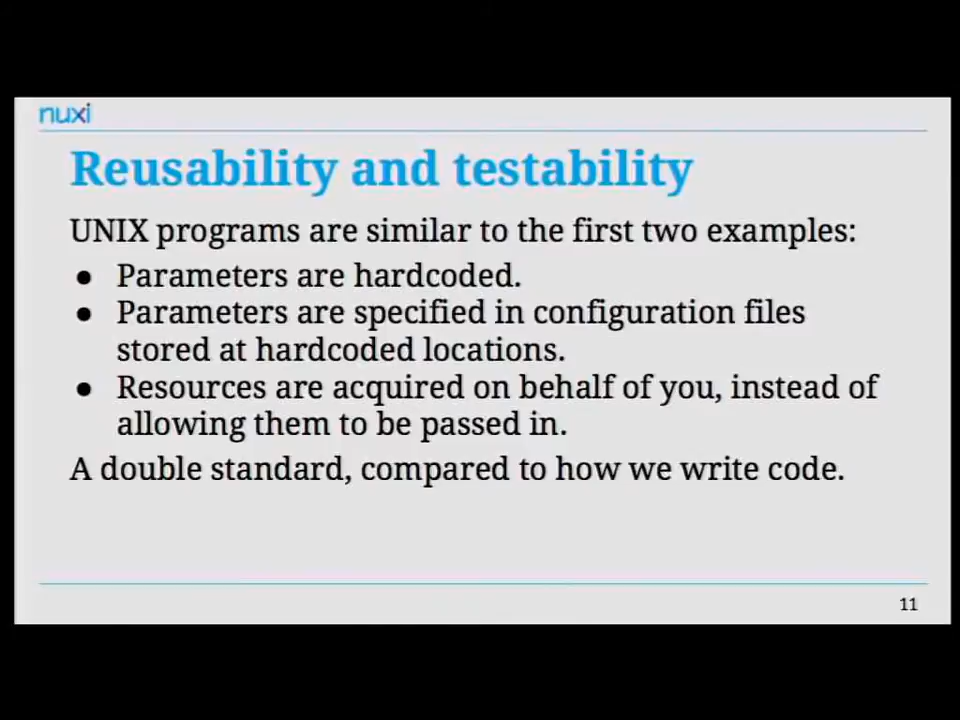 nuxi
Reusability and testability
UNIX programs are similar to the first two examples:
● Parameters are hardcoded.
● Parameters are specified in configuration files
stored at hardcoded locations.
● Resources are acquired on behalf of you, instead of
allowing them to be passed in.
A double standard, compared to how we write code.
11